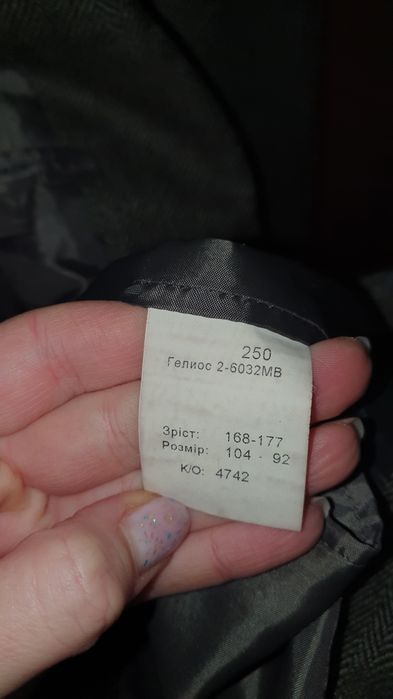 250
Гелиос 2-6032МВ
Зріст: 168-177
Розмір: 104 - 92
К/О: 4742